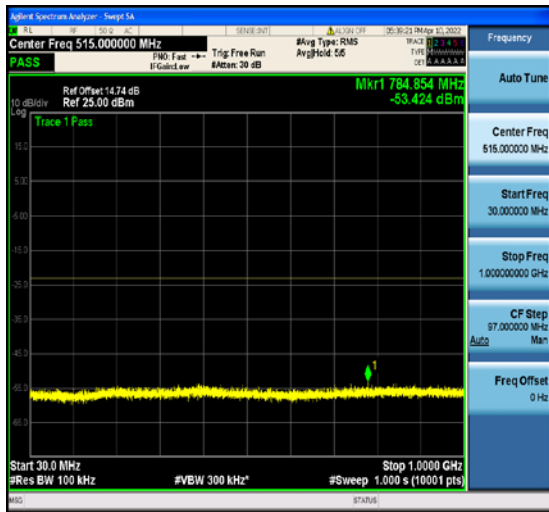 Agilent Spectrum Analyzer - Swept SA
RL RF 50 Ω AC SENSE:INT ALIGN OFF 05:39:21 PM Apr 10, 2022
Center Freq 515.000000 MHz
#Avg Type: RMS
TRACE 1 2 3 4 5 6
PASS
PNO: Fast
Trig: Free Run
Avg|Hold: 5/5
TYPE
IFGain:Low
#Atten: 30 dB
DET A A A A A A
Ref Offset 14.74 dB
Mkr1 784.854 MHz
10 dB/div
Ref 25.00 dBm
-53.424 dBm
Log
Trace 1 Pass
15.0
5.00
-5.00
-15.0
-25.0
-35.0
-45.0
-55.0
-65.0
1
Start 30.0 MHz
Stop 1.0000 GHz
#Res BW 100 kHz
#VBW 300 kHz*
#Sweep 1.000 s (10001 pts)
MSG
STATUS
Frequency
Auto Tune
Center Freq
515.000000 MHz
Start Freq
30.000000 MHz
Stop Freq
1.000000000 GHz
CF Step
97.000000 MHz
Auto Man
Freq Offset
0 Hz